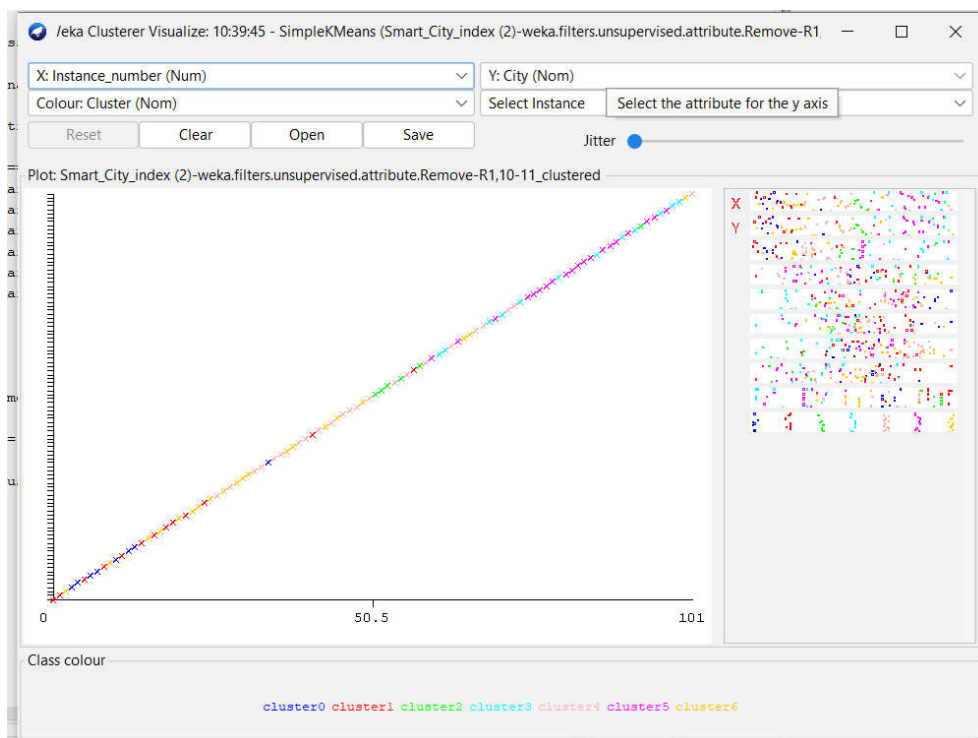 /eka Clusterer Visualize: 10:39:45 - SimpleKMeans (Smart_City_index (2)-weka.filters.unsupervised.attribute.Remove-R1,
X: Instance_number (Num)
Y: City (Nom)
Colour: Cluster (Nom)
Select Instance
Select the attribute for the y axis
Reset
Clear
Open
Save
Jitter
Plot: Smart_City_index (2)-weka.filters.unsupervised.attribute.Remove-R1,10-11_clustered
X
Y
0
50.5
101
Class colour
cluster0 cluster1 cluster2 cluster3 cluster4 cluster5 cluster6